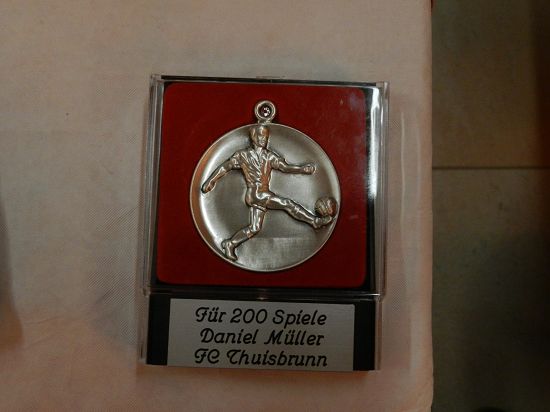 Für 200 Spiele
Daniel Müller
FC Thuisbrunn